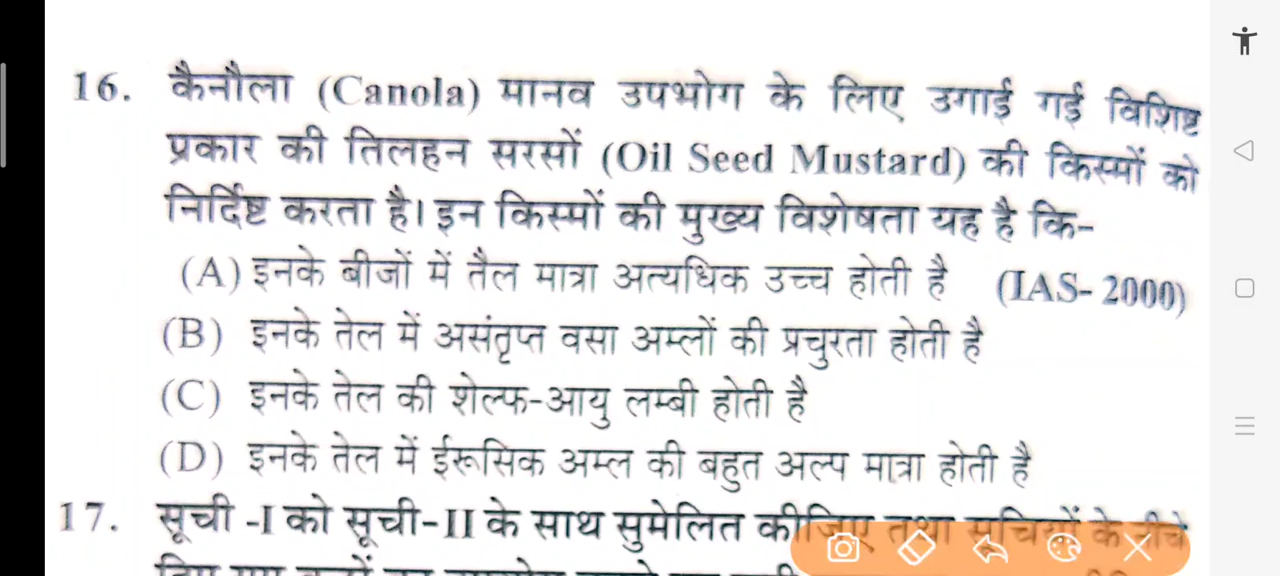 16. कैनौला (Canola) मानव उपभोग के लिए उगाई गई विशिष्ट
प्रकार की तिलहन सरसों (Oil Seed Mustard) की किस्मों को
निर्दिष्ट करता है। इन किस्मों की मुख्य विशेषता यह है कि-
(A) इनके बीजों में तैल मात्रा अत्यधिक उच्च होती है (IAS- 2000)
(B) इनके तेल में असंतृप्त वसा अम्लों की प्रचुरता होती है
(C) इनके तेल की शेल्फ-आयु लम्बी होती है
(D) इनके तेल में ईरूसिक अम्ल की बहुत अल्प मात्रा होती है
17. सूची -I को सूची-II के साथ सुमेलित कीजिए तथा सूचियों के नीचे